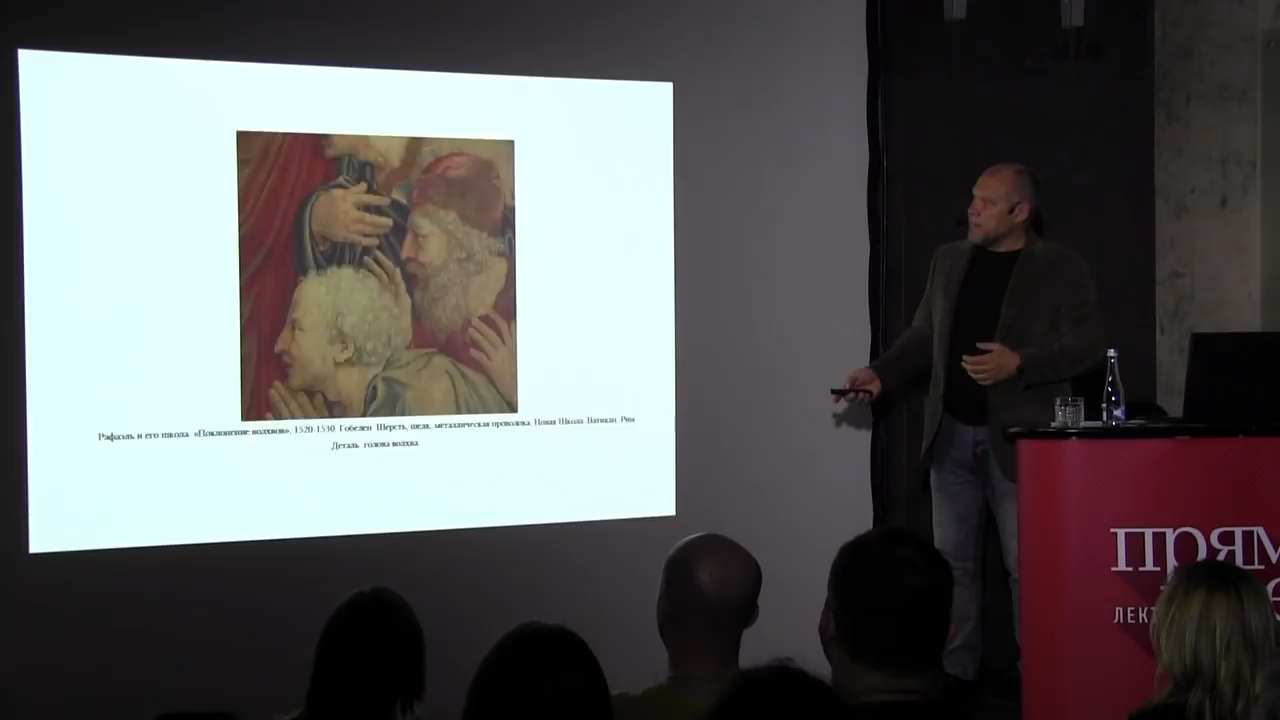 Рафаэль и его школа. «Поклонение волхвов». 1520-1530 Гобелен. Шерсть, шелк, металлическая проволока. Новая Школа. Ватикан. Рим
Деталь. голова волхва
прям
ЛЕКТ